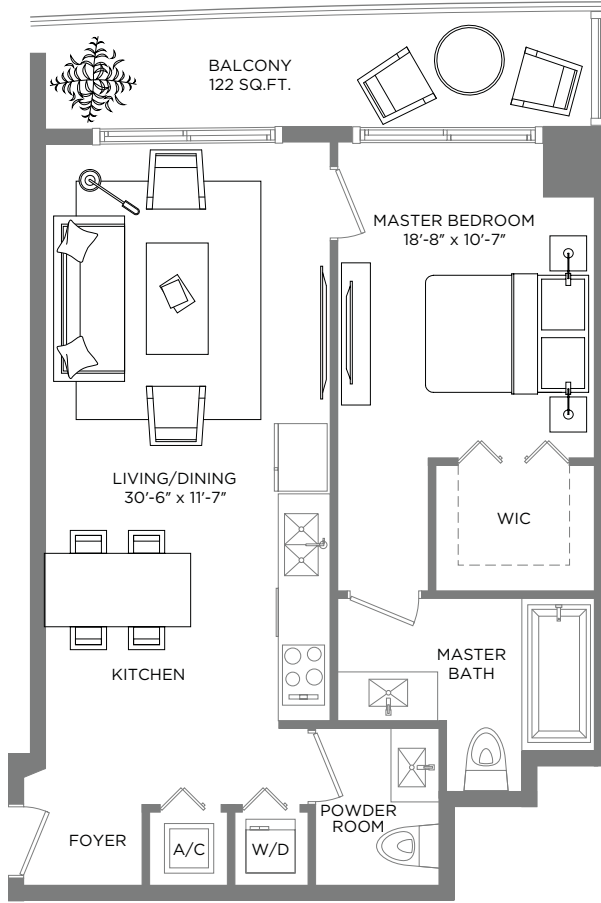 BALCONY
122 SQ.FT.
MASTER BEDROOM
18'-8" x 10'-7"
LIVING/DINING
30'-6" x 11'-7"
WIC
KITCHEN
MASTER
BATH
POWDER
ROOM
FOYER
A/C
W/D